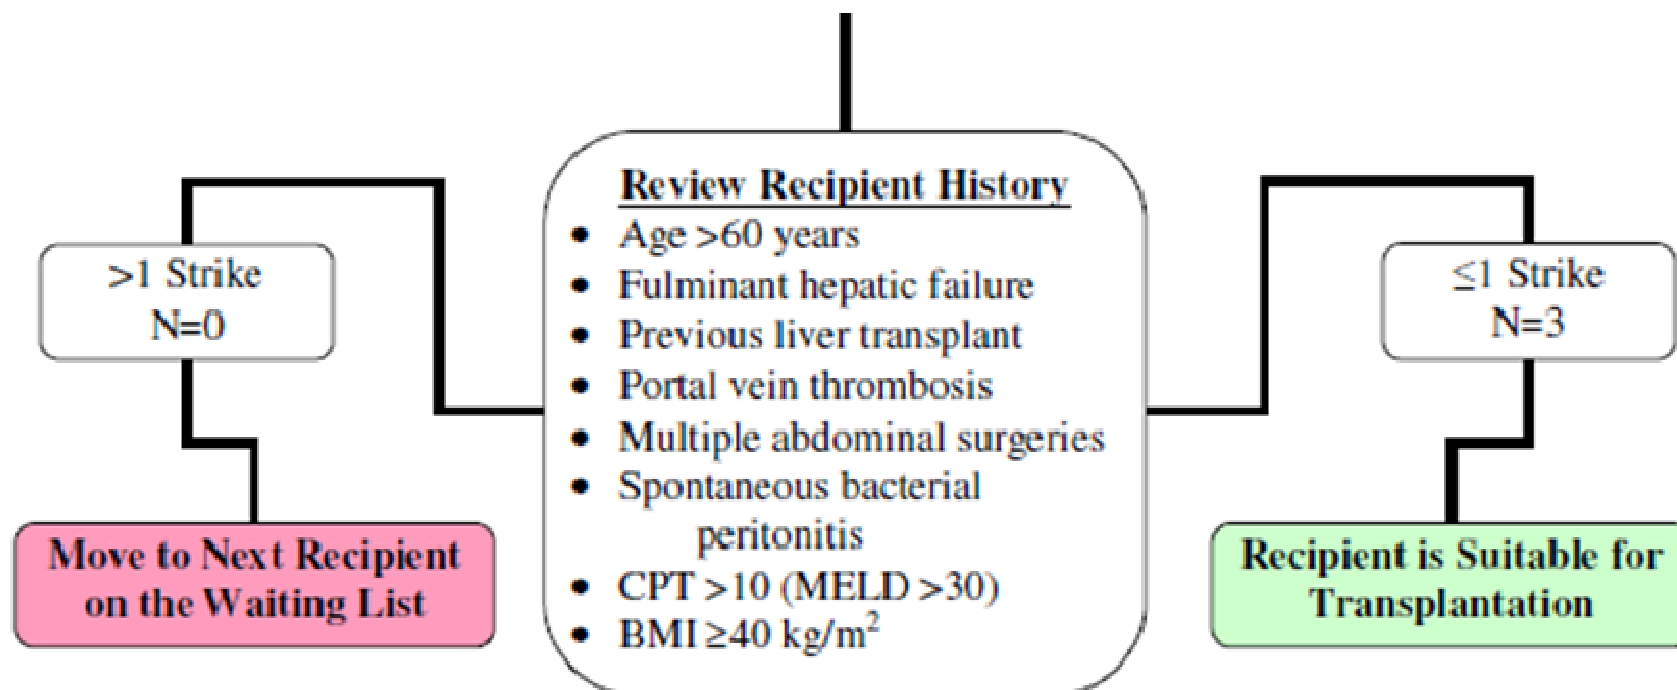 Review Recipient History
• Age >60 years
• Fulminant hepatic failure
• Previous liver transplant
• Portal vein thrombosis
• Multiple abdominal surgeries
• Spontaneous bacterial
peritonitis
• CPT >10 (MELD >30)
• BMI ≥40 kg/m²
>1 Strike
N=0
Move to Next Recipient
on the Waiting List
≤1 Strike
N=3
Recipient is Suitable for
Transplantation